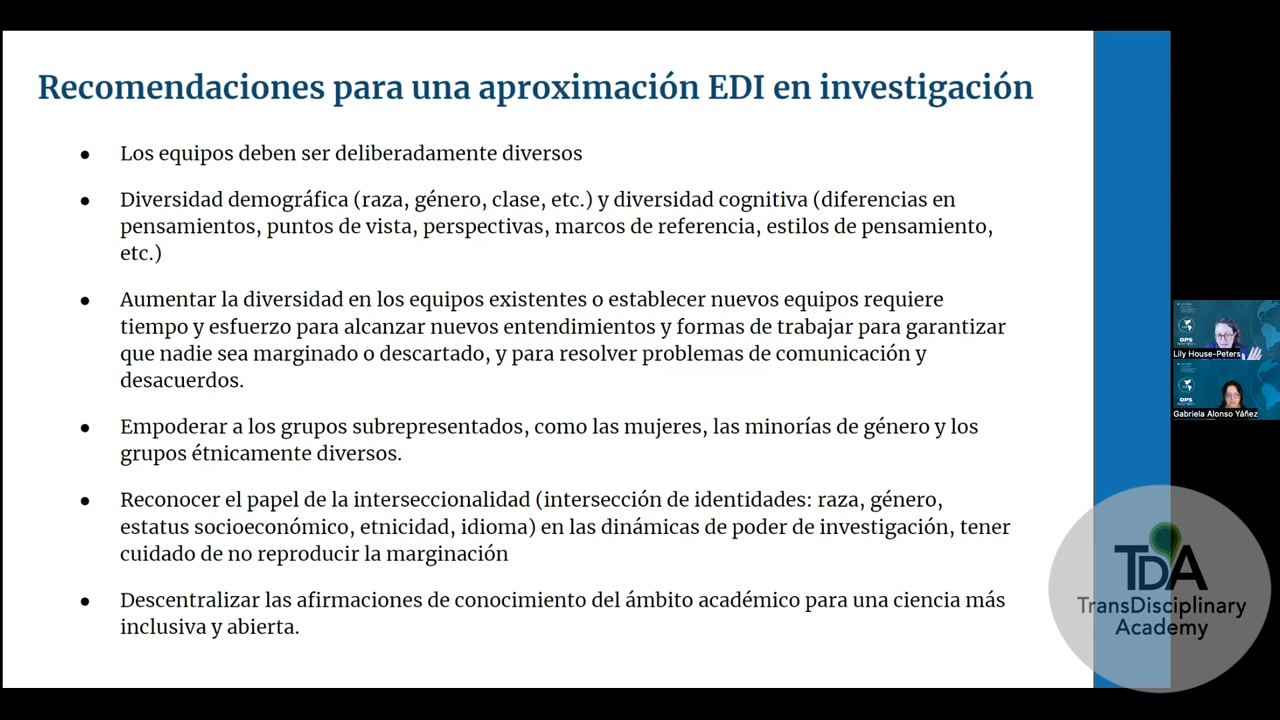 Recomendaciones para una aproximación EDI en investigación
● Los equipos deben ser deliberadamente diversos
● Diversidad demográfica (raza, género, clase, etc.) y diversidad cognitiva (diferencias en
pensamientos, puntos de vista, perspectivas, marcos de referencia, estilos de pensamiento,
etc.)
● Aumentar la diversidad en los equipos existentes o establecer nuevos equipos requiere
tiempo y esfuerzo para alcanzar nuevos entendimientos y formas de trabajar para garantizar
que nadie sea marginado o descartado, y para resolver problemas de comunicación y
desacuerdos.
● Empoderar a los grupos subrepresentados, como las mujeres, las minorías de género y los
grupos étnicamente diversos.
● Reconocer el papel de la interseccionalidad (intersección de identidades: raza, género,
estatus socioeconómico, etnicidad, idioma) en las dinámicas de poder de investigación, tener
cuidado de no reproducir la marginación
● Descentralizar las afirmaciones de conocimiento del ámbito académico para una ciencia más
inclusiva y abierta.
OPS
Lily House-Peters
OPS
Gabriela Alonso Yáñez
TDA
TransDisciplinary
Academy